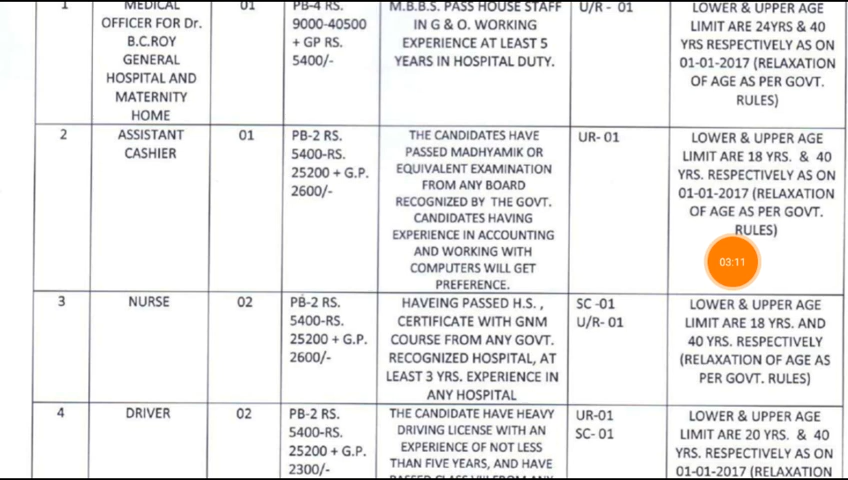 1
MEDICAL
OFFICER FOR Dr.
B.C.ROY
GENERAL
HOSPITAL AND
MATERNITY
HOME
01
PB-4 RS.
9000-40500
+ GP RS.
5400/-
M.B.B.S. PASS HOUSE STAFF
IN G & O. WORKING
EXPERIENCE AT LEAST 5
YEARS IN HOSPITAL DUTY.
U/R - 01
LOWER & UPPER AGE
LIMIT ARE 24YRS & 40
YRS RESPECTIVELY AS ON
01-01-2017 (RELAXATION
OF AGE AS PER GOVT.
RULES)
2
ASSISTANT
CASHIER
01
PB-2 RS.
5400-RS.
25200 + G.P.
2600/-
THE CANDIDATES HAVE
PASSED MADHYAMIK OR
EQUIVALENT EXAMINATION
FROM ANY BOARD
RECOGNIZED BY THE GOVT.
CANDIDATES HAVING
EXPERIENCE IN ACCOUNTING
AND WORKING WITH
COMPUTERS WILL GET
PREFERENCE.
UR- 01
LOWER & UPPER AGE
LIMIT ARE 18 YRS. & 40
YRS. RESPECTIVELY AS ON
01-01-2017 (RELAXATION
OF AGE AS PER GOVT.
RULES)
03:11
3
NURSE
02
PB-2 RS.
5400-RS.
25200 + G.P.
2600/-
HAVEING PASSED H.S. ,
CERTIFICATE WITH GNM
COURSE FROM ANY GOVT.
RECOGNIZED HOSPITAL, AT
LEAST 3 YRS. EXPERIENCE IN
ANY HOSPITAL
SC -01
U/R- 01
LOWER & UPPER AGE
LIMIT ARE 18 YRS. AND
40 YRS. RESPECTIVELY
(RELAXATION OF AGE AS
PER GOVT. RULES)
4
DRIVER
02
PB-2 RS.
5400-RS.
25200 + G.P.
2300/-
THE CANDIDATE HAVE HEAVY
DRIVING LICENSE WITH AN
EXPERIENCE OF NOT LESS
THAN FIVE YEARS, AND HAVE
PASSED CLASS VIII FROM ANY
UR-01
SC- 01
LOWER & UPPER AGE
LIMIT ARE 20 YRS. & 40
YRS. RESPECTIVELY AS ON
01-01-2017 (RELAXATION